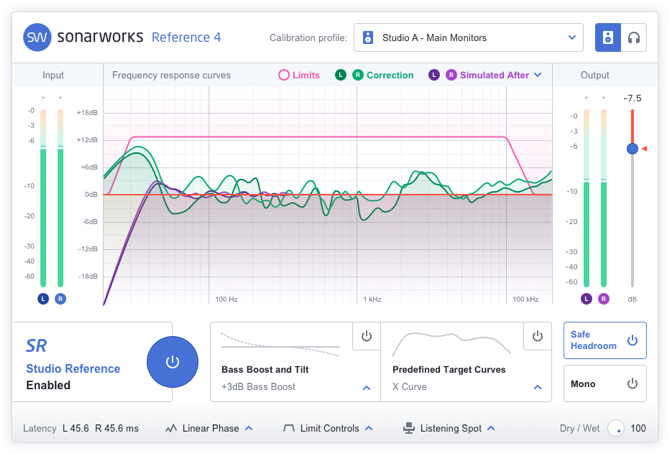 SW sonarworks Reference 4
Calibration profile: Studio A - Main Monitors
Input
Frequency response curves
Limits
L R Correction
L R Simulated After
Output
-7.5
-0
-3
-6
-10
-20
-30
-40
-60
L R
+18dB
+12dB
+6dB
0dB
-6dB
-12dB
-18dB
100 Hz
1 kHz
100 kHz
-0
-3
-6
-10
-20
-30
-40
-60
L R
dB
SR
Studio Reference
Enabled
Bass Boost and Tilt
+3dB Bass Boost
Predefined Target Curves
X Curve
Safe
Headroom
Mono
Latency L 45.6 R 45.6 ms
Linear Phase
Limit Controls
Listening Spot
Dry / Wet 100